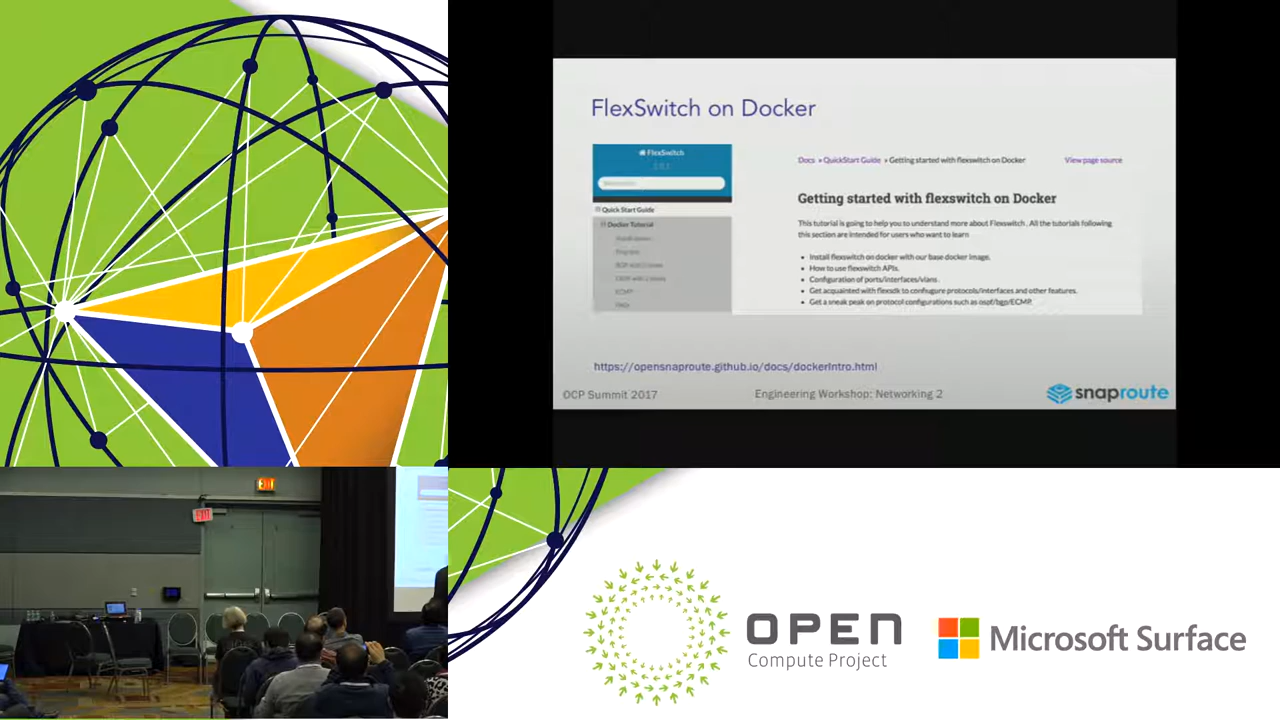 FlexSwitch on Docker
FlexSwitch
Docs » QuickStart Guide » Getting started with flexswitch on Docker
View page source
Quick Start Guide
Docker Tutorial
Getting started with flexswitch on Docker
This tutorial is going to help you to understand more about Flexswitch . All the tutorials following
this section are intended for users who want to learn
Install flexswitch on docker with our base docker image.
How to use flexswitch APIs.
Configuration of ports/interfaces/vlans.
Get acquainted with flexsdk to confiugure protocols/interfaces and other features.
Get a sneak peak on protocol configurations such as ospf/bgp/ECMP.
ECMP
FAQs
https://opensnaproute.github.io/docs/dockerIntro.html
OCP Summit 2017
Engineering Workshop: Networking 2
snaproute
EXIT
OPEN
Compute Project
Microsoft Surface